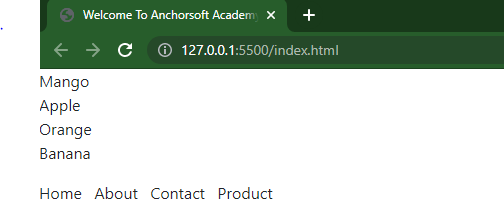 Welcome To Anchorsoft Academy
127.0.0.1:5500/index.html
Mango
Apple
Orange
Banana
Home About Contact Product